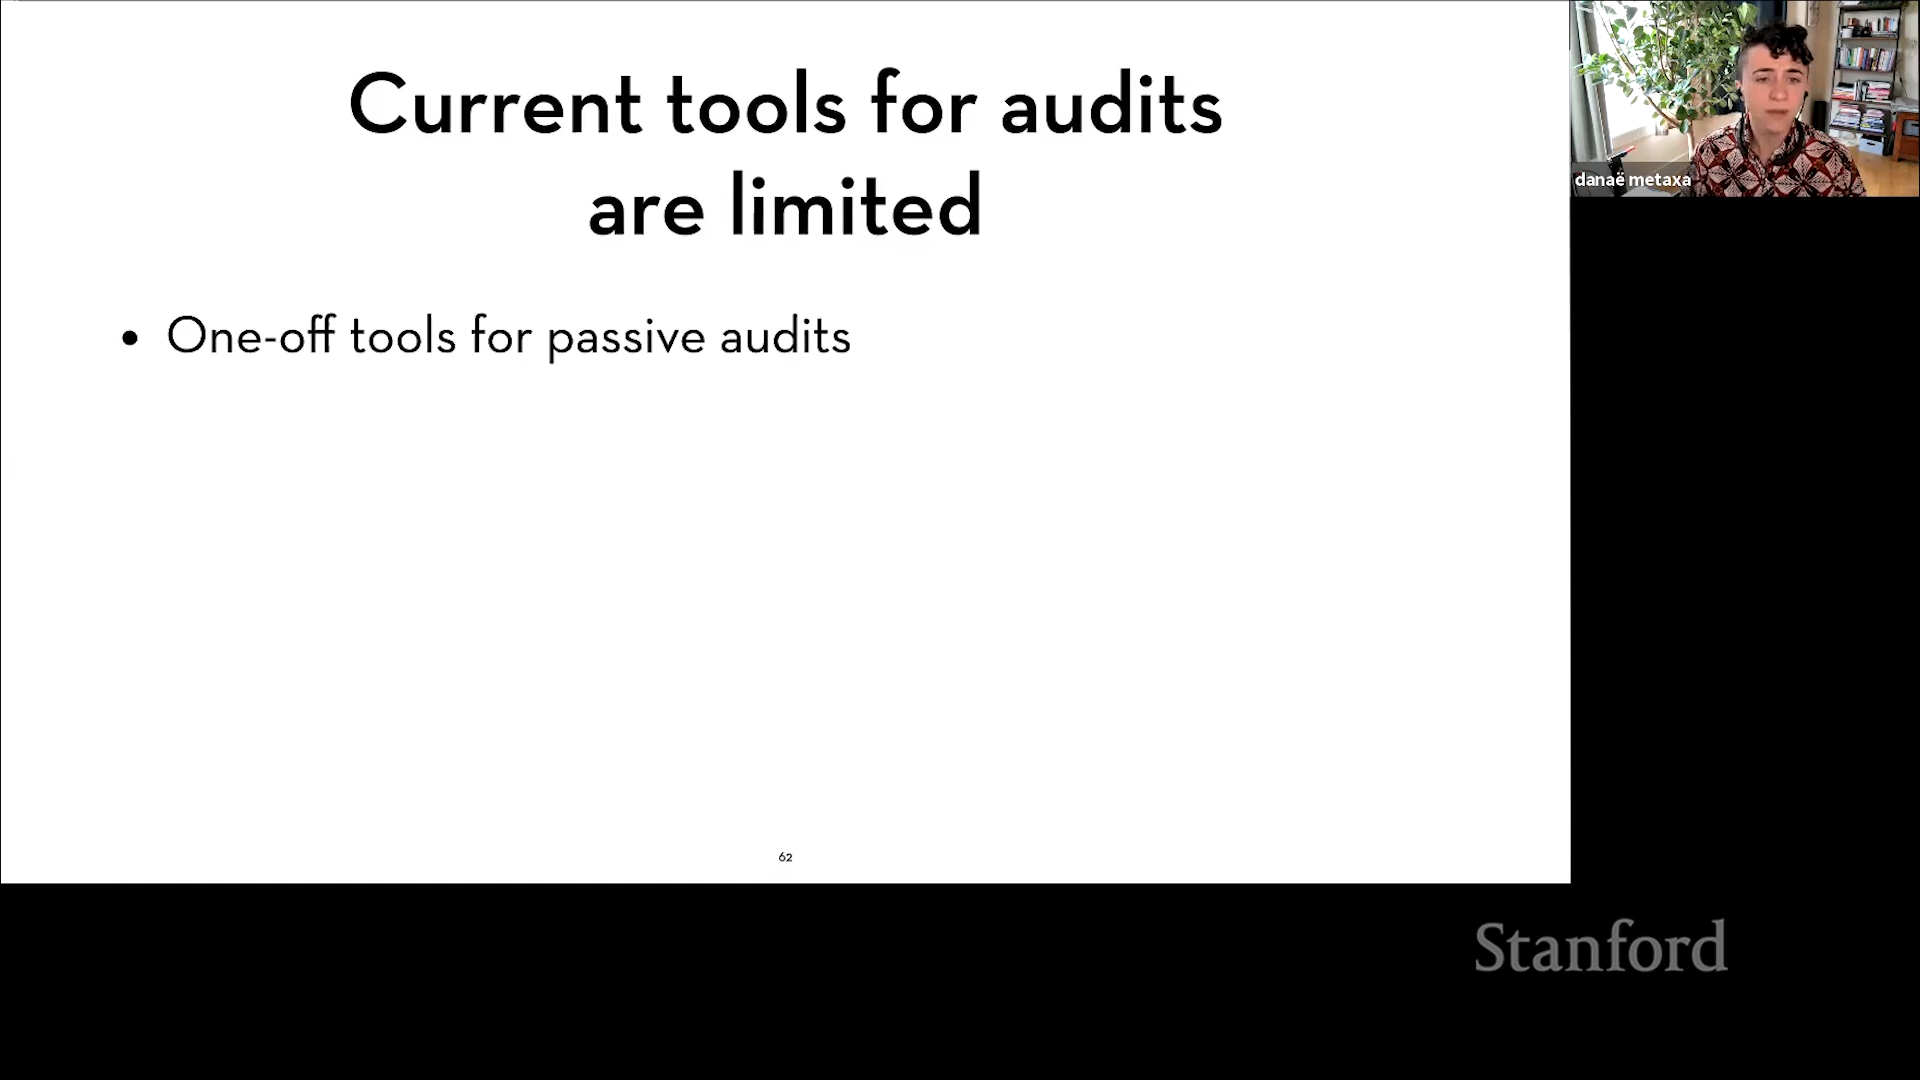 Current tools for audits
are limited
• One-off tools for passive audits
62
danaë metaxa
Stanford